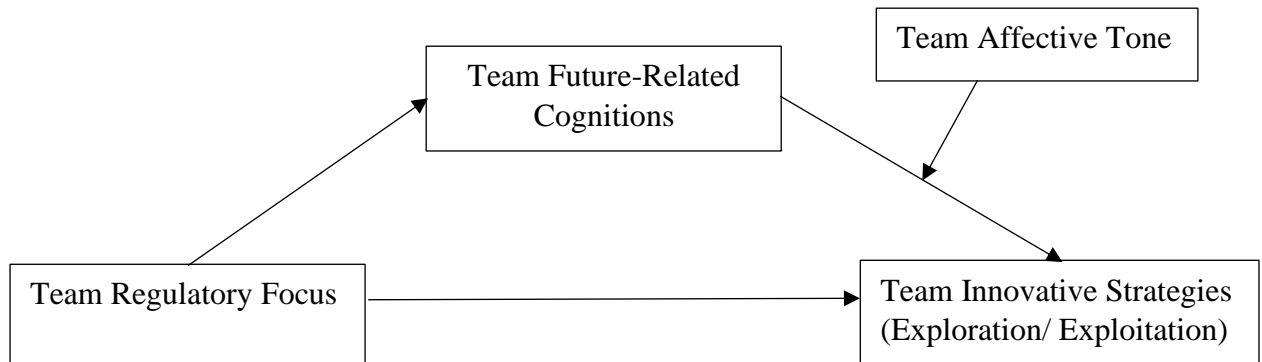 Team Affective Tone
Team Future-Related
Cognitions
Team Regulatory Focus
Team Innovative Strategies
(Exploration/ Exploitation)